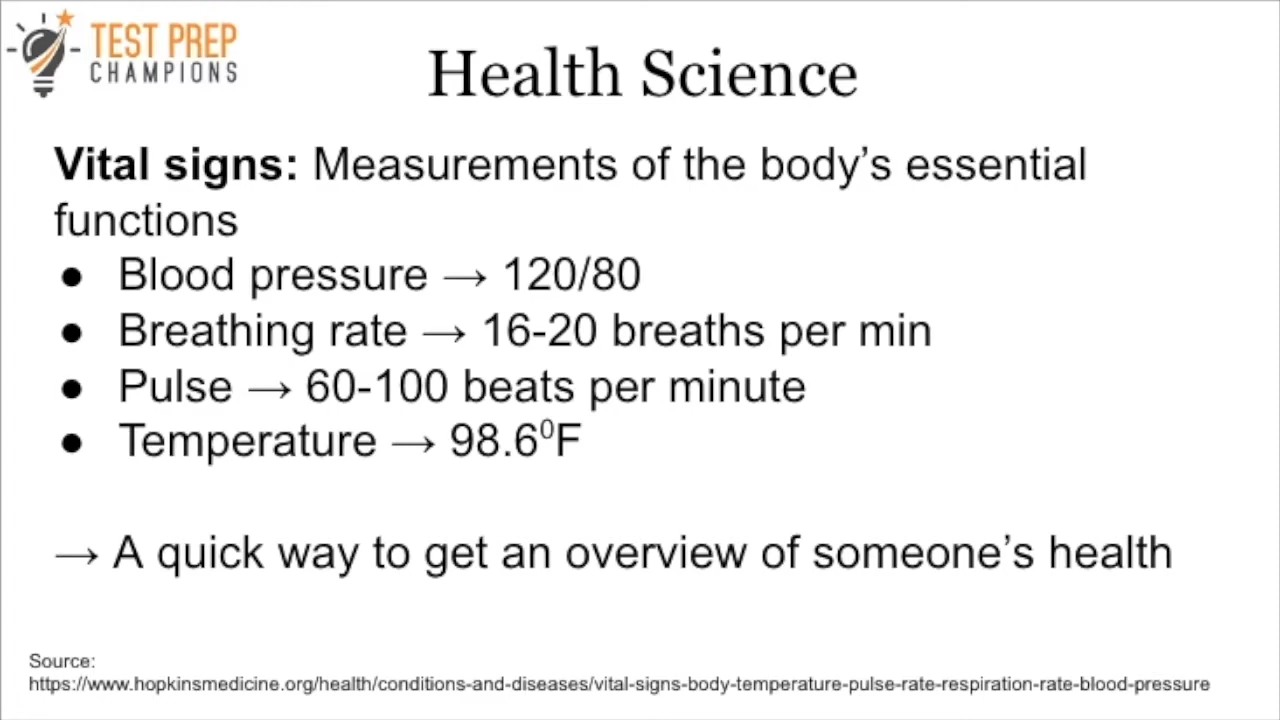 TEST PREP
CHAMPIONS
Health Science
Vital signs: Measurements of the body’s essential
functions
● Blood pressure → 120/80
● Breathing rate → 16-20 breaths per min
● Pulse → 60-100 beats per minute
● Temperature → 98.6⁰F
→ A quick way to get an overview of someone’s health
Source:
https://www.hopkinsmedicine.org/health/conditions-and-diseases/vital-signs-body-temperature-pulse-rate-respiration-rate-blood-pressure